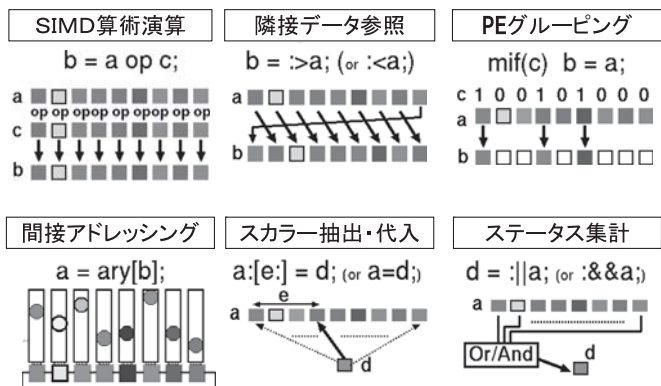 SIMD算術演算
b = a op c;
a
op op op op op op op op op
c
b
隣接データ参照
b = :>a; (or :<a;)
a
b
PEグルーピング
mif(c) b = a;
c 1 0 0 1 0 1 0 0 0
a
b
間接アドレッシング
a = ary[b];
スカラー抽出・代入
a:[e:] = d; (or a=d;)
e
a
d
ステータス集計
d = :||a; (or :&&a;)
a
Or/And
d